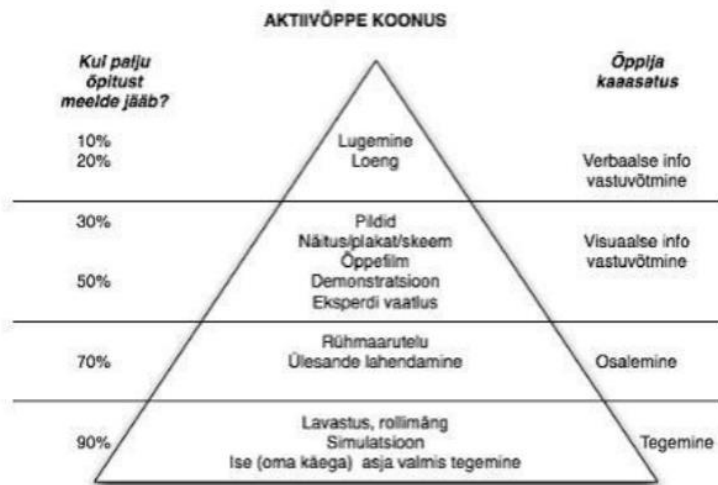 AKTIIVÕPPE KOONUS
Kui palju
õpitust
meelde jääb?
Õppija
kaaasatus
10%
20%
Lugemine
Loeng
Verbaalse info
vastuvõtmine
30%
50%
Pildid
Näitus/plakat/skeem
Õppefilm
Demonstratsioon
Eksperdi vaatlus
Visuaalse info
vastuvõtmine
70%
Rühmaarutelu
Ülesande lahendamine
Osalemine
90%
Lavastus, rollimäng
Simulatsioon
Ise (oma käega) asja valmis tegemine
Tegemine